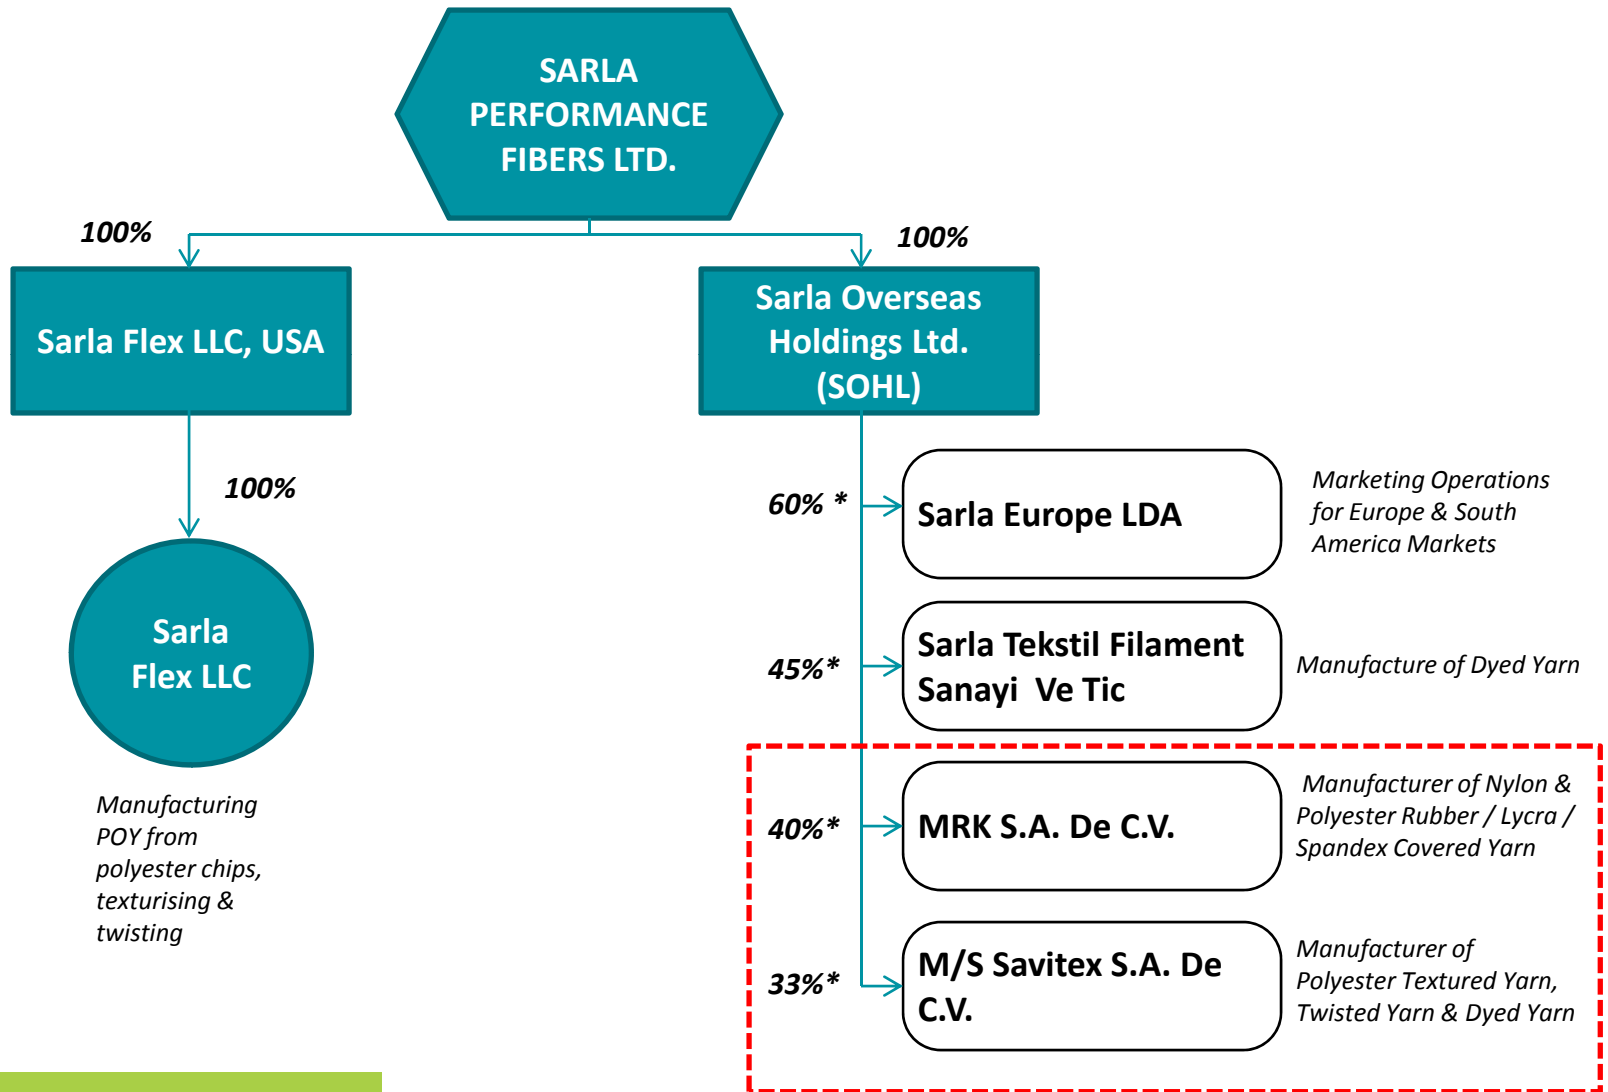 SARLA
PERFORMANCE
FIBERS LTD.
100%
100%
Sarla Flex LLC, USA
Sarla Overseas
Holdings Ltd.
(SOHL)
100%
Sarla
Flex LLC
Manufacturing
POY from
polyester chips,
texturising &
twisting
60% *
Sarla Europe LDA
Marketing Operations
for Europe & South
America Markets
45%*
Sarla Tekstil Filament
Sanayi Ve Tic
Manufacture of Dyed Yarn
40%*
MRK S.A. De C.V.
Manufacturer of Nylon &
Polyester Rubber / Lycra /
Spandex Covered Yarn
33%*
M/S Savitex S.A. De
C.V.
Manufacturer of
Polyester Textured Yarn,
Twisted Yarn & Dyed Yarn